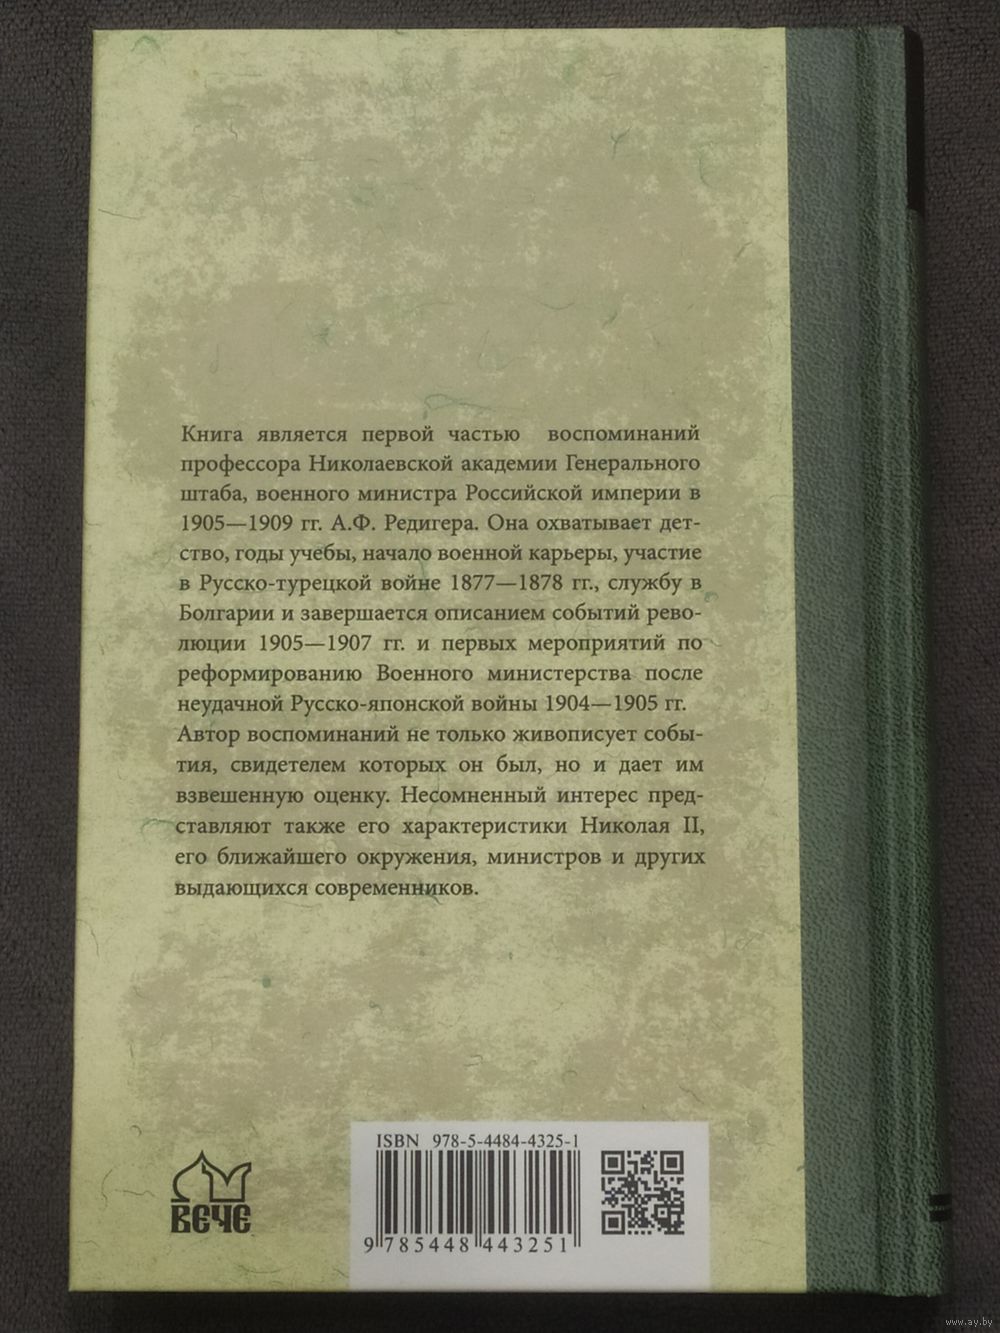 Книга является первой частью воспоминаний
профессора Николаевской академии Генерального
штаба, военного министра Российской империи в
1905—1909 гг. А.Ф. Редигера. Она охватывает дет-
ство, годы учебы, начало военной карьеры, участие
в Русско-турецкой войне 1877—1878 гг., службу в
Болгарии и завершается описанием событий рево-
люции 1905—1907 гг. и первых мероприятий по
реформированию Военного министерства после
неудачной Русско-японской войны 1904—1905 гг.
Автор воспоминаний не только живописует собы-
тия, свидетелем которых он был, но и дает им
взвешенную оценку. Несомненный интерес пред-
ставляют также его характеристики Николая II,
его ближайшего окружения, министров и других
выдающихся современников.
ISBN 978-5-4484-4325-1
ВЕЧЕ
9 785448 443251
www.ay.by